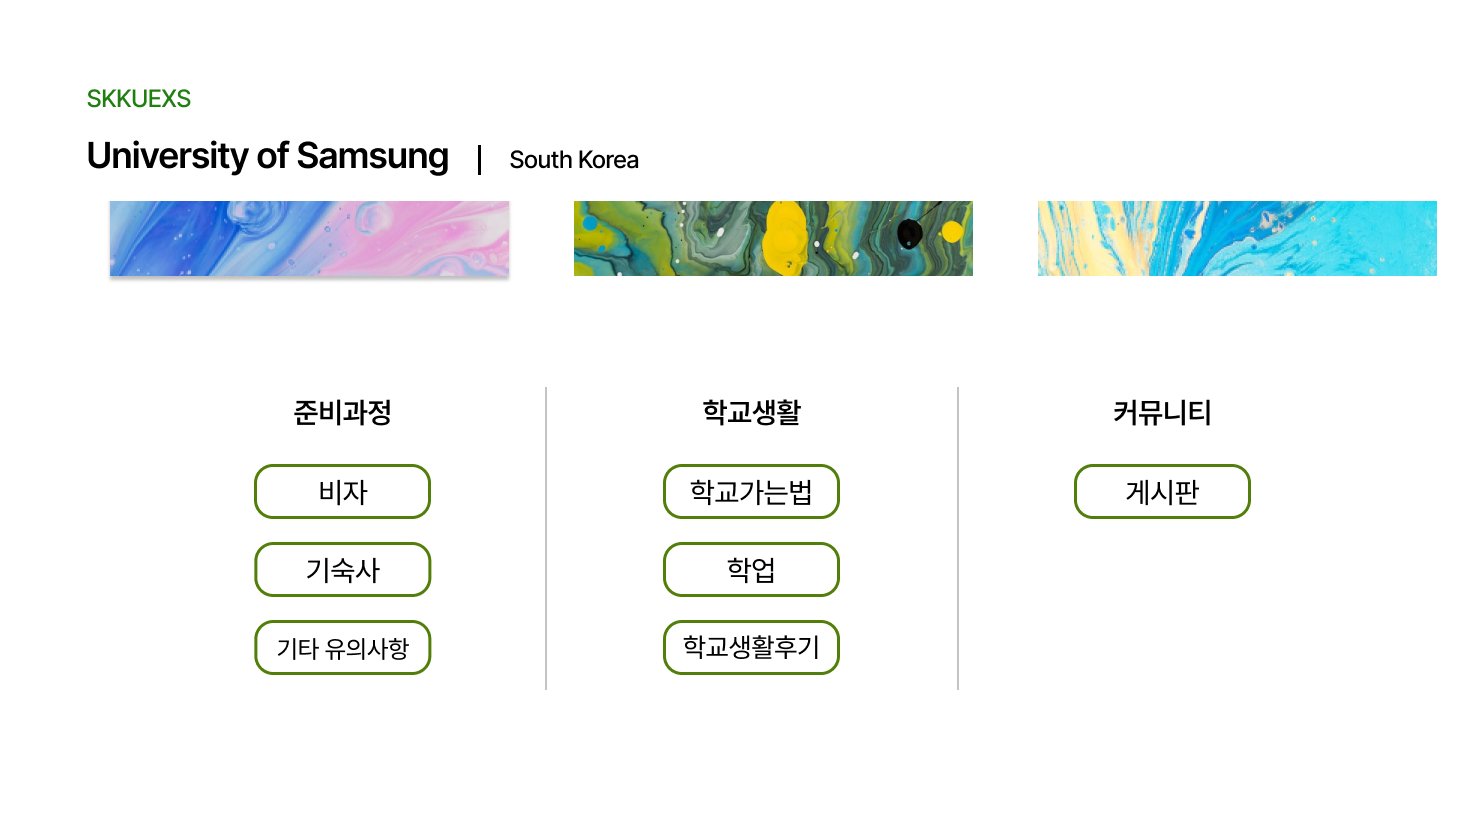 SKKUEXS
University of Samsung | South Korea
준비과정
비자
기숙사
기타 유의사항
학교생활
학교가는법
학업
학교생활후기
커뮤니티
게시판